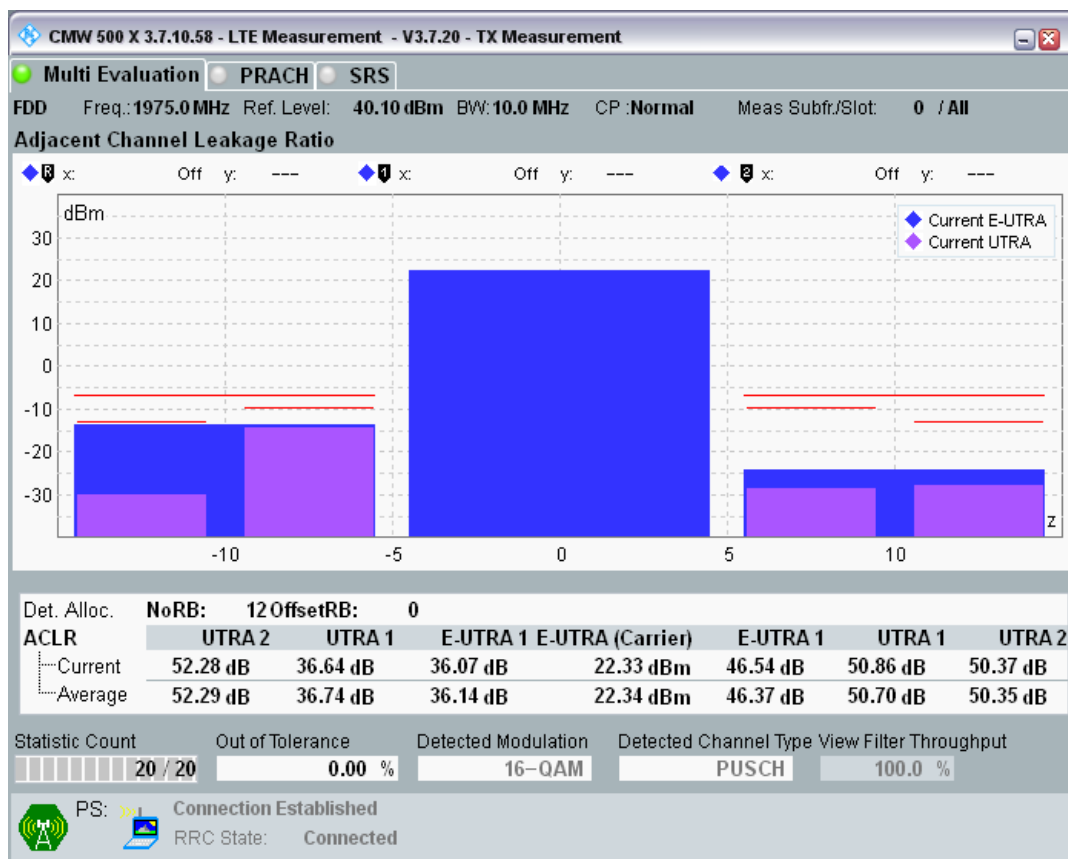 CMW 500 X 3.7.10.58 - LTE Measurement - V3.7.20 - TX Measurement
Multi Evaluation PRACH SRS
FDD Freq.: 1975.0 MHz Ref. Level: 40.10 dBm BW: 10.0 MHz CP :Normal Meas Subfr./Slot: 0 / All
Adjacent Channel Leakage Ratio
R x: Off y: --- 1 x: Off y: --- 2 x: Off y: ---
dBm
Current E-UTRA
Current UTRA
30
20
10
0
-10
-20
-30
z
-10 -5 0 5 10
Det. Alloc. NoRB: 12 OffsetRB: 0
ACLR UTRA 2 UTRA 1 E-UTRA 1 E-UTRA (Carrier) E-UTRA 1 UTRA 1 UTRA 2
Current 52.28 dB 36.64 dB 36.07 dB 22.33 dBm 46.54 dB 50.86 dB 50.37 dB
Average 52.29 dB 36.74 dB 36.14 dB 22.34 dBm 46.37 dB 50.70 dB 50.35 dB
Statistic Count Out of Tolerance Detected Modulation Detected Channel Type View Filter Throughput
20 / 20 0.00 % 16-QAM PUSCH 100.0 %
PS: Connection Established
RRC State: Connected